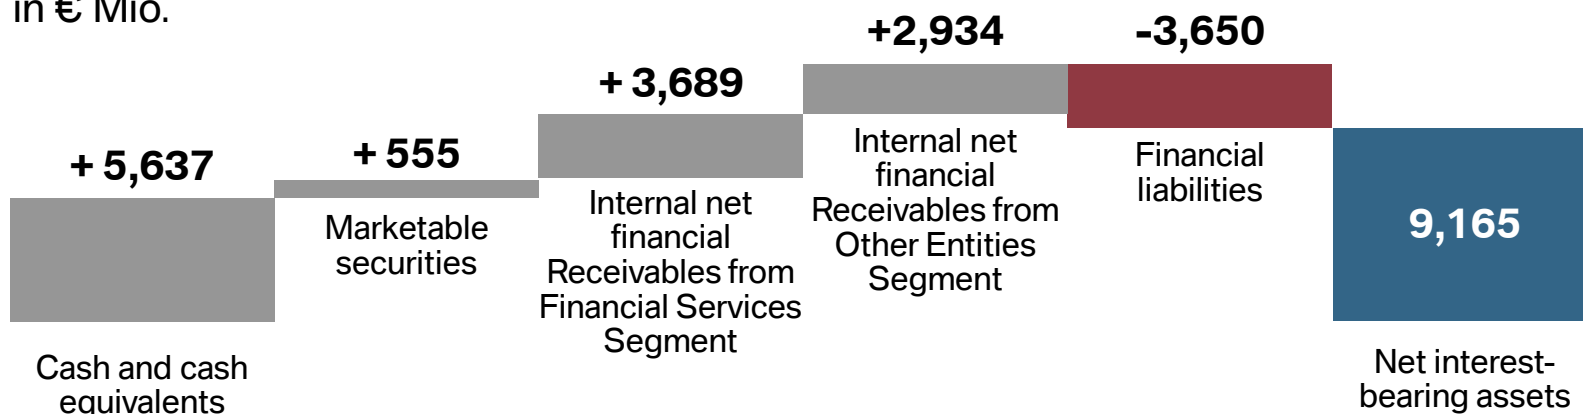 in € Mio.
+ 5,637
Cash and cash
equivalents
+ 555
Marketable
securities
+ 3,689
Internal net
financial
Receivables from
Financial Services
Segment
+2,934
Internal net
financial
Receivables from
Other Entities
Segment
-3,650
Financial
liabilities
9,165
Net interest-
bearing assets